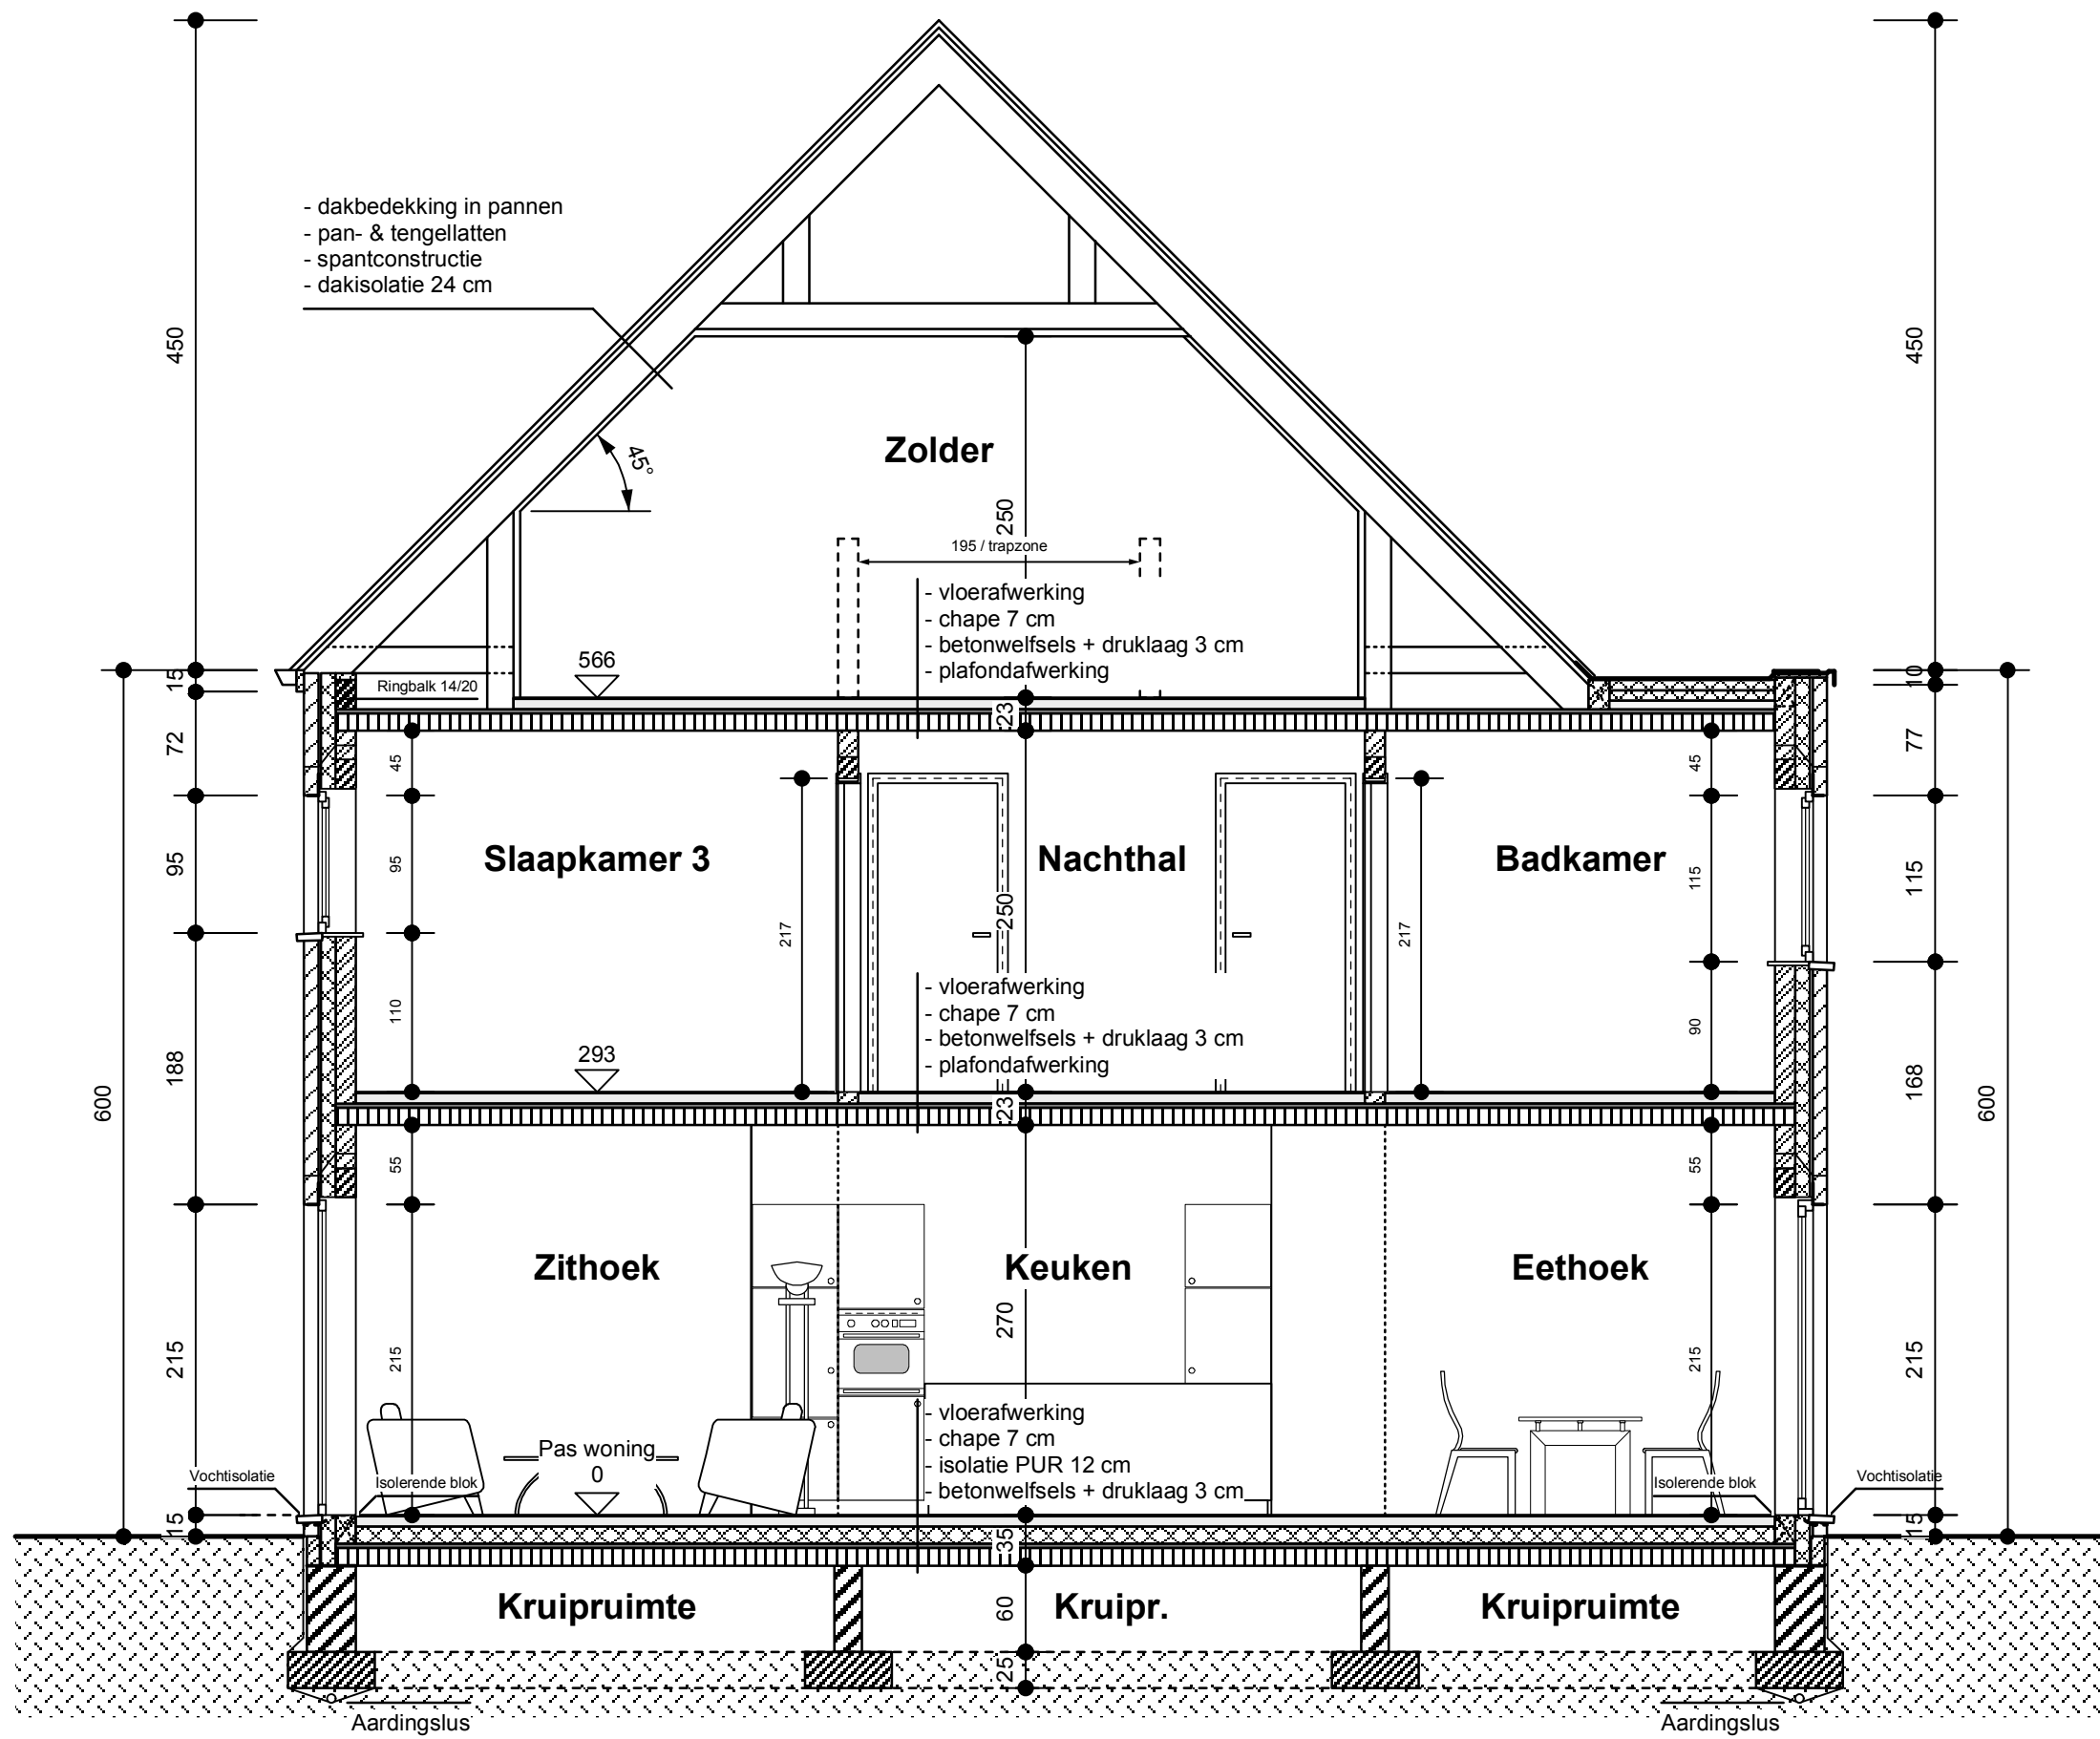 - dakbedekking in pannen
- pan- & tengellatten
- spantconstructie
- dakisolatie 24 cm
450
450
Zolder
45°
250
195 / trapzone
- vloerafwerking
- chape 7 cm
- betonwelfsels + druklaag 3 cm
- plafondafwerking
566
Ringbalk 14/20
15
10
23
72
45
45
77
Slaapkamer 3
Nachthal
Badkamer
95
95
115
115
217
250
217
- vloerafwerking
- chape 7 cm
- betonwelfsels + druklaag 3 cm
- plafondafwerking
110
90
188
293
168
600
600
23
55
55
Zithoek
Keuken
Eethoek
270
215
215
215
215
- vloerafwerking
- chape 7 cm
- isolatie PUR 12 cm
- betonwelfsels + druklaag 3 cm
Pas woning
0
Vochtisolatie
Isolerende blok
Isolerende blok
Vochtisolatie
15
35
15
Kruipruimte
Kruipr.
Kruipruimte
60
25
Aardingslus
Aardingslus